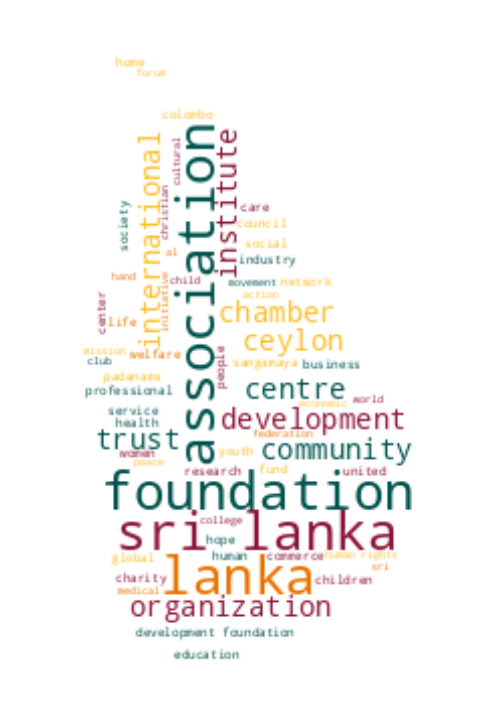 home
forum
colombo
association
international
institute
cultural
christian
society
care
council
social
al
industry
hand
child
movement
network
initiative
action
center
life
chamber
ceylon
mission
welfare
club
people
sangamaya
business
padanama
professional
centre
world
economic
service
development
health
trust
federation
women
community
youth
peace
research
fund
united
foundation
sri lanka
college
hope
global
human
commerce
human rights
lanka
sri
charity
children
medical
organization
development foundation
education